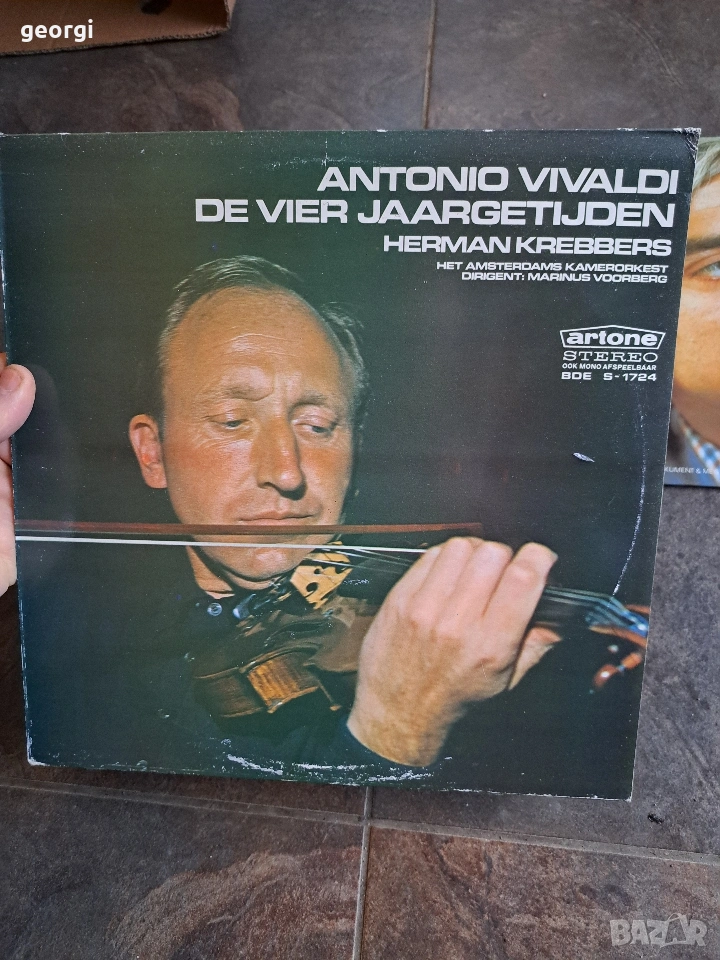 georgi
ANTONIO VIVALDI
DE VIER JAARGETIJDEN
HERMAN KREBBERS
HET AMSTERDAMS KAMERORKEST
DIRIGENT: MARINUS VOORBERG
artone
STEREO
OOK MONO AFSPEELBAAR
BDE S-1724
BAZAR